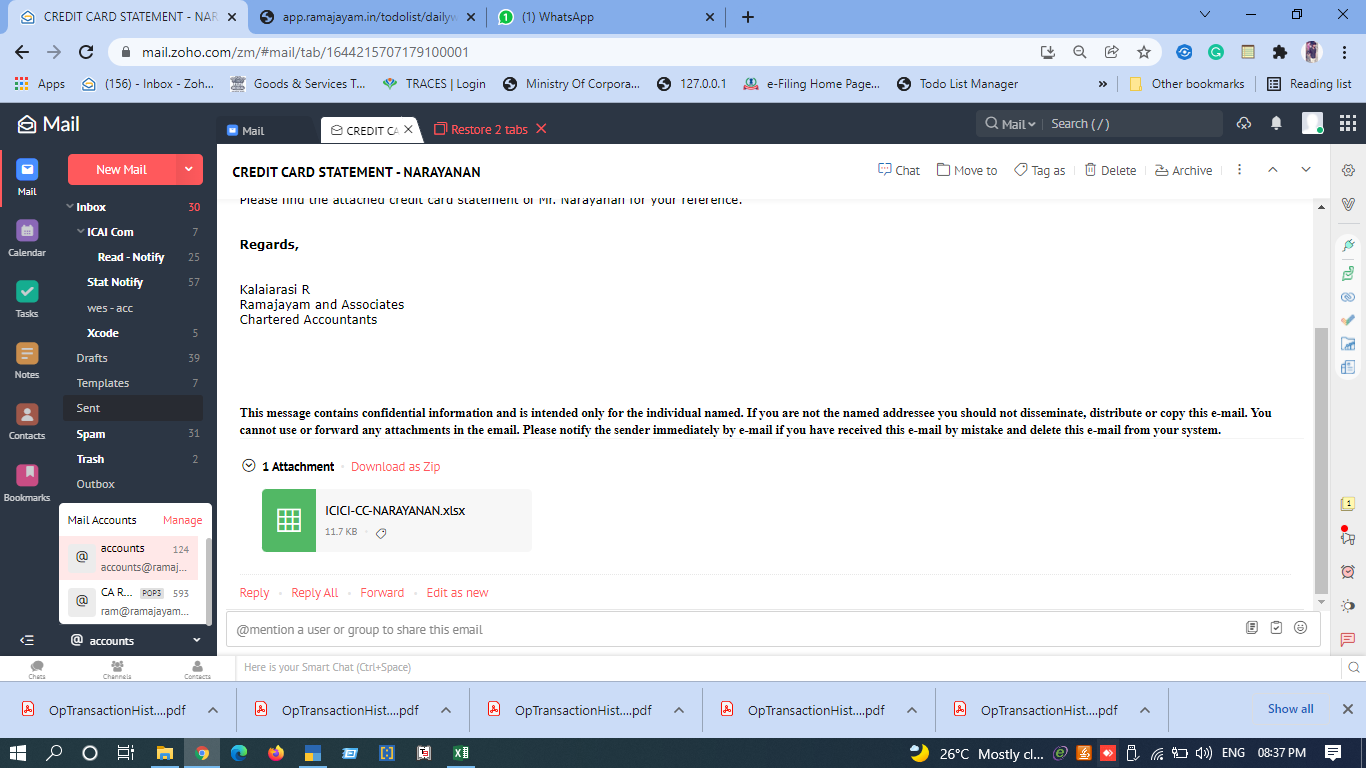 CREDIT CARD STATEMENT - NAR
app.ramajayam.in/todolist/dailyw
(1) WhatsApp
mail.zoho.com/zm/#mail/tab/1644215707179100001
Apps
(156) - Inbox - Zoh...
Goods & Services T...
TRACES | Login
Ministry Of Corpora...
127.0.0.1
e-Filing Home Page...
Todo List Manager
»
Other bookmarks
Reading list
Mail
Mail
CREDIT CA
Restore 2 tabs
Mail
Search ( / )
New Mail
CREDIT CARD STATEMENT - NARAYANAN
Chat
Move to
Tag as
Delete
Archive
Mail
Calendar
Tasks
Notes
Contacts
Bookmarks
Inbox 30
ICAI Com 7
Read - Notify 25
Stat Notify 57
wes - acc
Xcode 5
Drafts 39
Templates 7
Sent
Spam 31
Trash 2
Outbox
Mail Accounts Manage
@ accounts 124
accounts@ramaj...
@ CA R... POP3 593
ram@ramajayam...
@ accounts
Please find the attached credit card statement of Mr. Narayanan for your reference.
Regards,
Kalaiarasi R
Ramajayam and Associates
Chartered Accountants
This message contains confidential information and is intended only for the individual named. If you are not the named addressee you should not disseminate, distribute or copy this e-mail. You
cannot use or forward any attachments in the email. Please notify the sender immediately by e-mail if you have received this e-mail by mistake and delete this e-mail from your system.
1 Attachment
Download as Zip
ICICI-CC-NARAYANAN.xlsx
11.7 KB
Reply
Reply All
Forward
Edit as new
@mention a user or group to share this email
1
Chats
Channels
Contacts
Here is your Smart Chat (Ctrl+Space)
OpTransactionHist....pdf
OpTransactionHist....pdf
OpTransactionHist....pdf
OpTransactionHist....pdf
OpTransactionHist....pdf
Show all
26°C Mostly cl...
ENG
08:37 PM